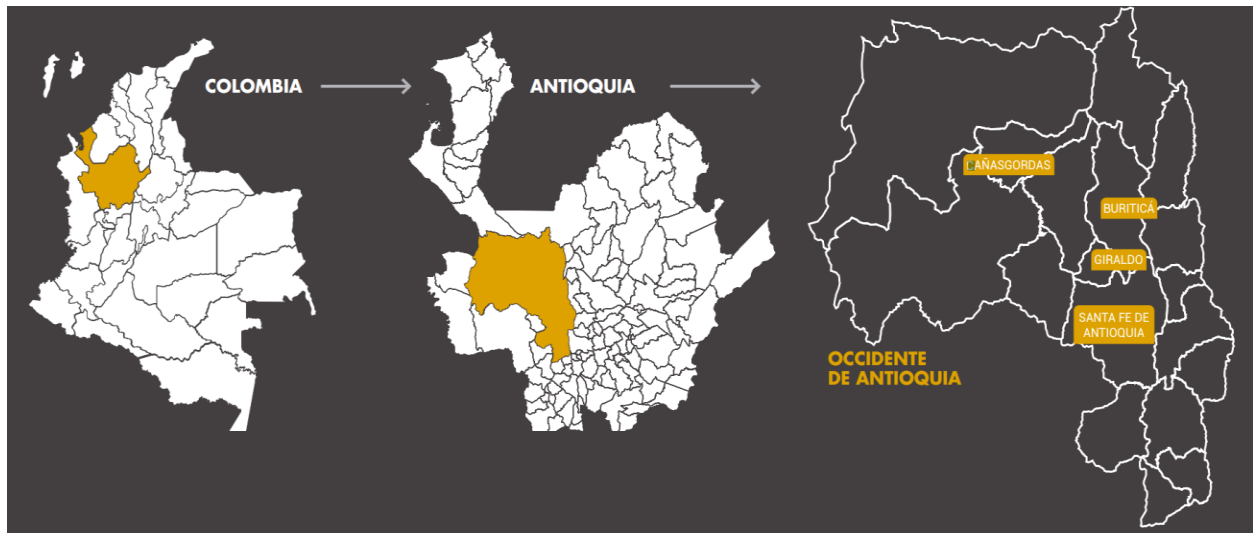 COLOMBIA
ANTIOQUIA
CAÑASGORDAS
BURITICÁ
GIRALDO
SANTA FE DE
ANTIOQUIA
OCCIDENTE
DE ANTIOQUIA